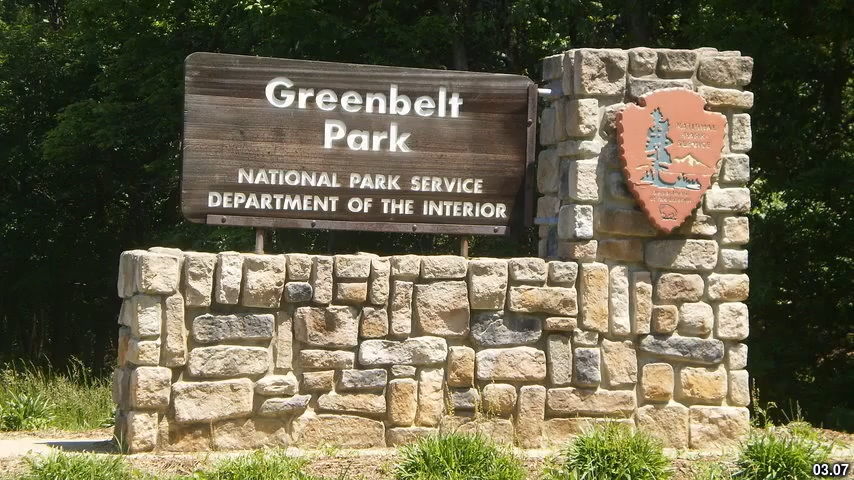 Greenbelt
Park
NATIONAL PARK SERVICE
DEPARTMENT OF THE INTERIOR
NATIONAL
PARK
SERVICE
03.07